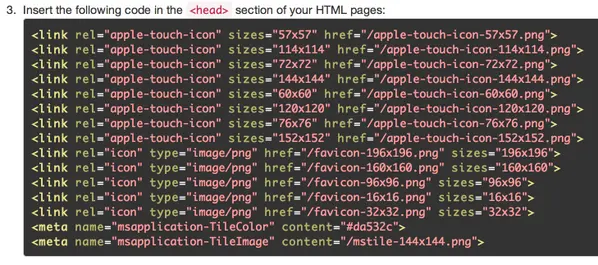 3. Insert the following code in the <head> section of your HTML pages:
<link rel="apple-touch-icon" sizes="57x57" href="/apple-touch-icon-57x57.png">
<link rel="apple-touch-icon" sizes="114x114" href="/apple-touch-icon-114x114.png">
<link rel="apple-touch-icon" sizes="72x72" href="/apple-touch-icon-72x72.png">
<link rel="apple-touch-icon" sizes="144x144" href="/apple-touch-icon-144x144.png">
<link rel="apple-touch-icon" sizes="60x60" href="/apple-touch-icon-60x60.png">
<link rel="apple-touch-icon" sizes="120x120" href="/apple-touch-icon-120x120.png">
<link rel="apple-touch-icon" sizes="76x76" href="/apple-touch-icon-76x76.png">
<link rel="apple-touch-icon" sizes="152x152" href="/apple-touch-icon-152x152.png">
<link rel="icon" type="image/png" href="/favicon-196x196.png" sizes="196x196">
<link rel="icon" type="image/png" href="/favicon-160x160.png" sizes="160x160">
<link rel="icon" type="image/png" href="/favicon-96x96.png" sizes="96x96">
<link rel="icon" type="image/png" href="/favicon-16x16.png" sizes="16x16">
<link rel="icon" type="image/png" href="/favicon-32x32.png" sizes="32x32">
<meta name="msapplication-TileColor" content="#da532c">
<meta name="msapplication-TileImage" content="/mstile-144x144.png">